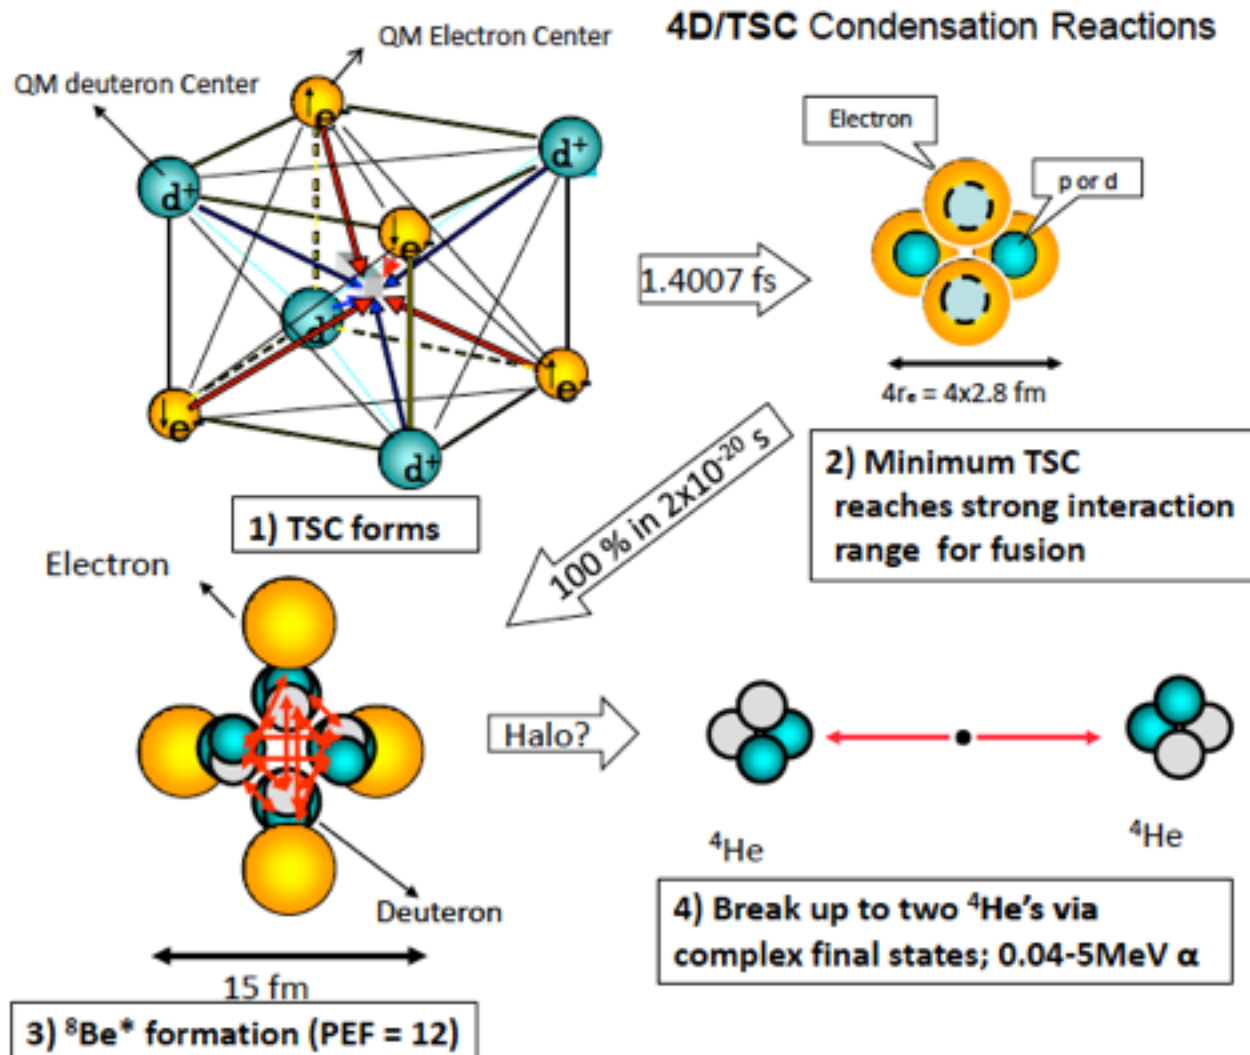 4D/TSC Condensation Reactions
QM Electron Center
QM deuteron Center
e-
d+
d+
e-
d
e-
e-
d+
1) TSC forms
1.4007 fs
Electron
p or d
4re = 4x2.8 fm
2) Minimum TSC
reaches strong interaction
range for fusion
100 % in 2x10-20 s
Electron
Deuteron
15 fm
3) 8Be* formation (PEF = 12)
Halo?
4He
4He
4) Break up to two 4He's via
complex final states; 0.04-5MeV α